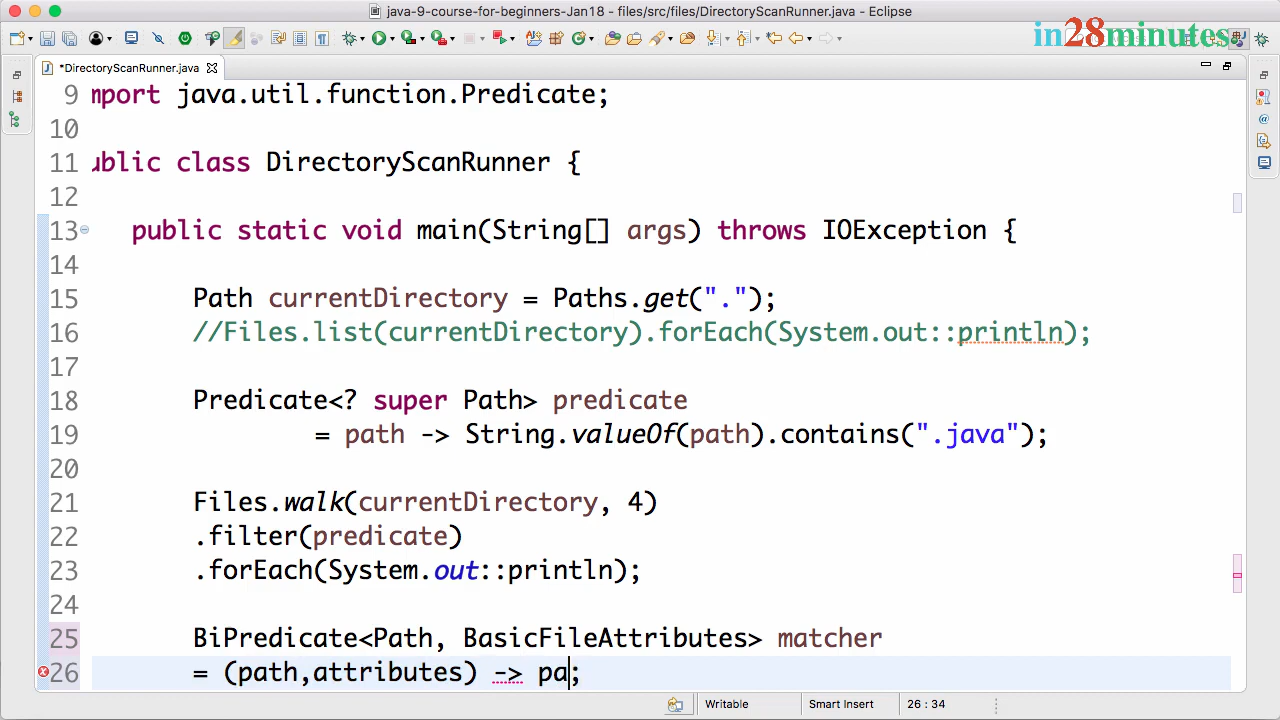 java-9-course-for-beginners-Jan18 - files/src/files/DirectoryScanRunner.java - Eclipse
in28minutes
*DirectoryScanRunner.java
9 mport java.util.function.Predicate;
10
11 ublic class DirectoryScanRunner {
12
13 public static void main(String[] args) throws IOException {
14
15 Path currentDirectory = Paths.get(".");
16 //Files.list(currentDirectory).forEach(System.out::println);
17
18 Predicate<? super Path> predicate
19 = path -> String.valueOf(path).contains(".java");
20
21 Files.walk(currentDirectory, 4)
22 .filter(predicate)
23 .forEach(System.out::println);
24
25 BiPredicate<Path, BasicFileAttributes> matcher
26 = (path,attributes) -> pa;
Writable Smart Insert 26 : 34